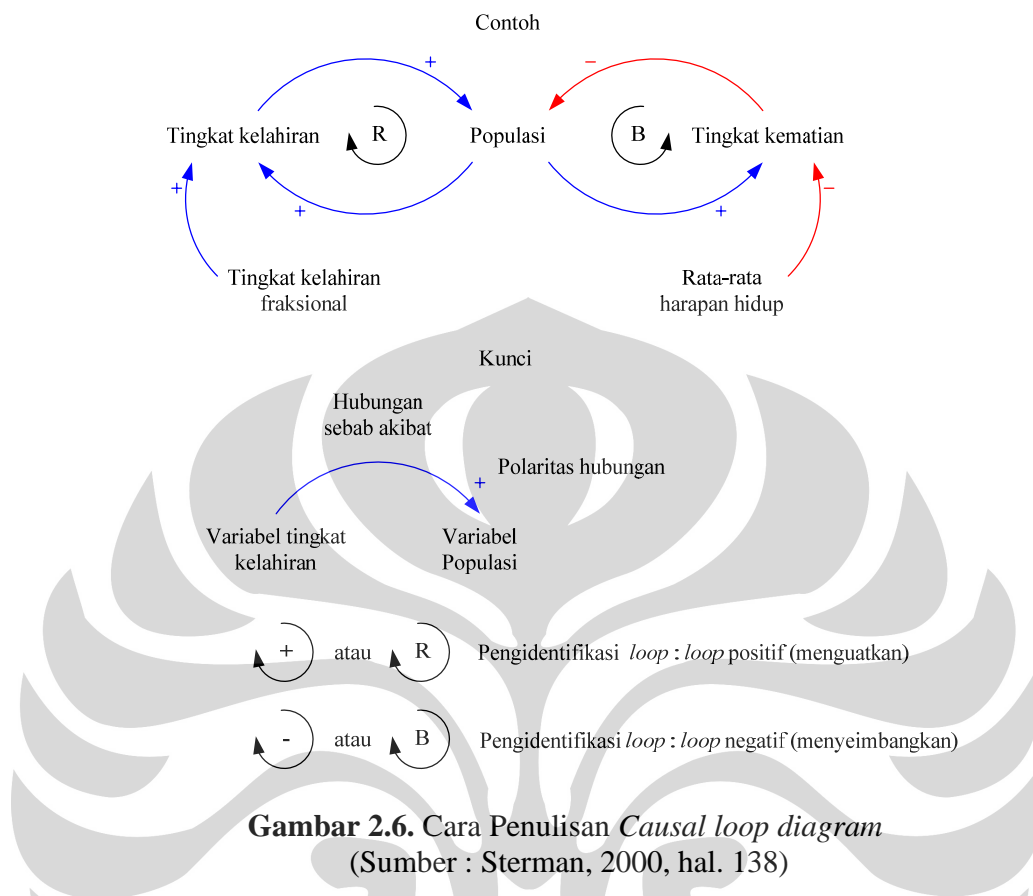 Contoh
+
−
Tingkat kelahiran
R
Populasi
B
Tingkat kematian
+
+
+
−
Tingkat kelahiran
fraksional
Rata-rata
harapan hidup
Kunci
Hubungan
sebab akibat
+
Polaritas hubungan
Variabel tingkat
kelahiran
Variabel
Populasi
+ atau R Pengidentifikasi loop : loop positif (menguatkan)
- atau B Pengidentifikasi loop : loop negatif (menyeimbangkan)
Gambar 2.6. Cara Penulisan Causal loop diagram
(Sumber : Sterman, 2000, hal. 138)